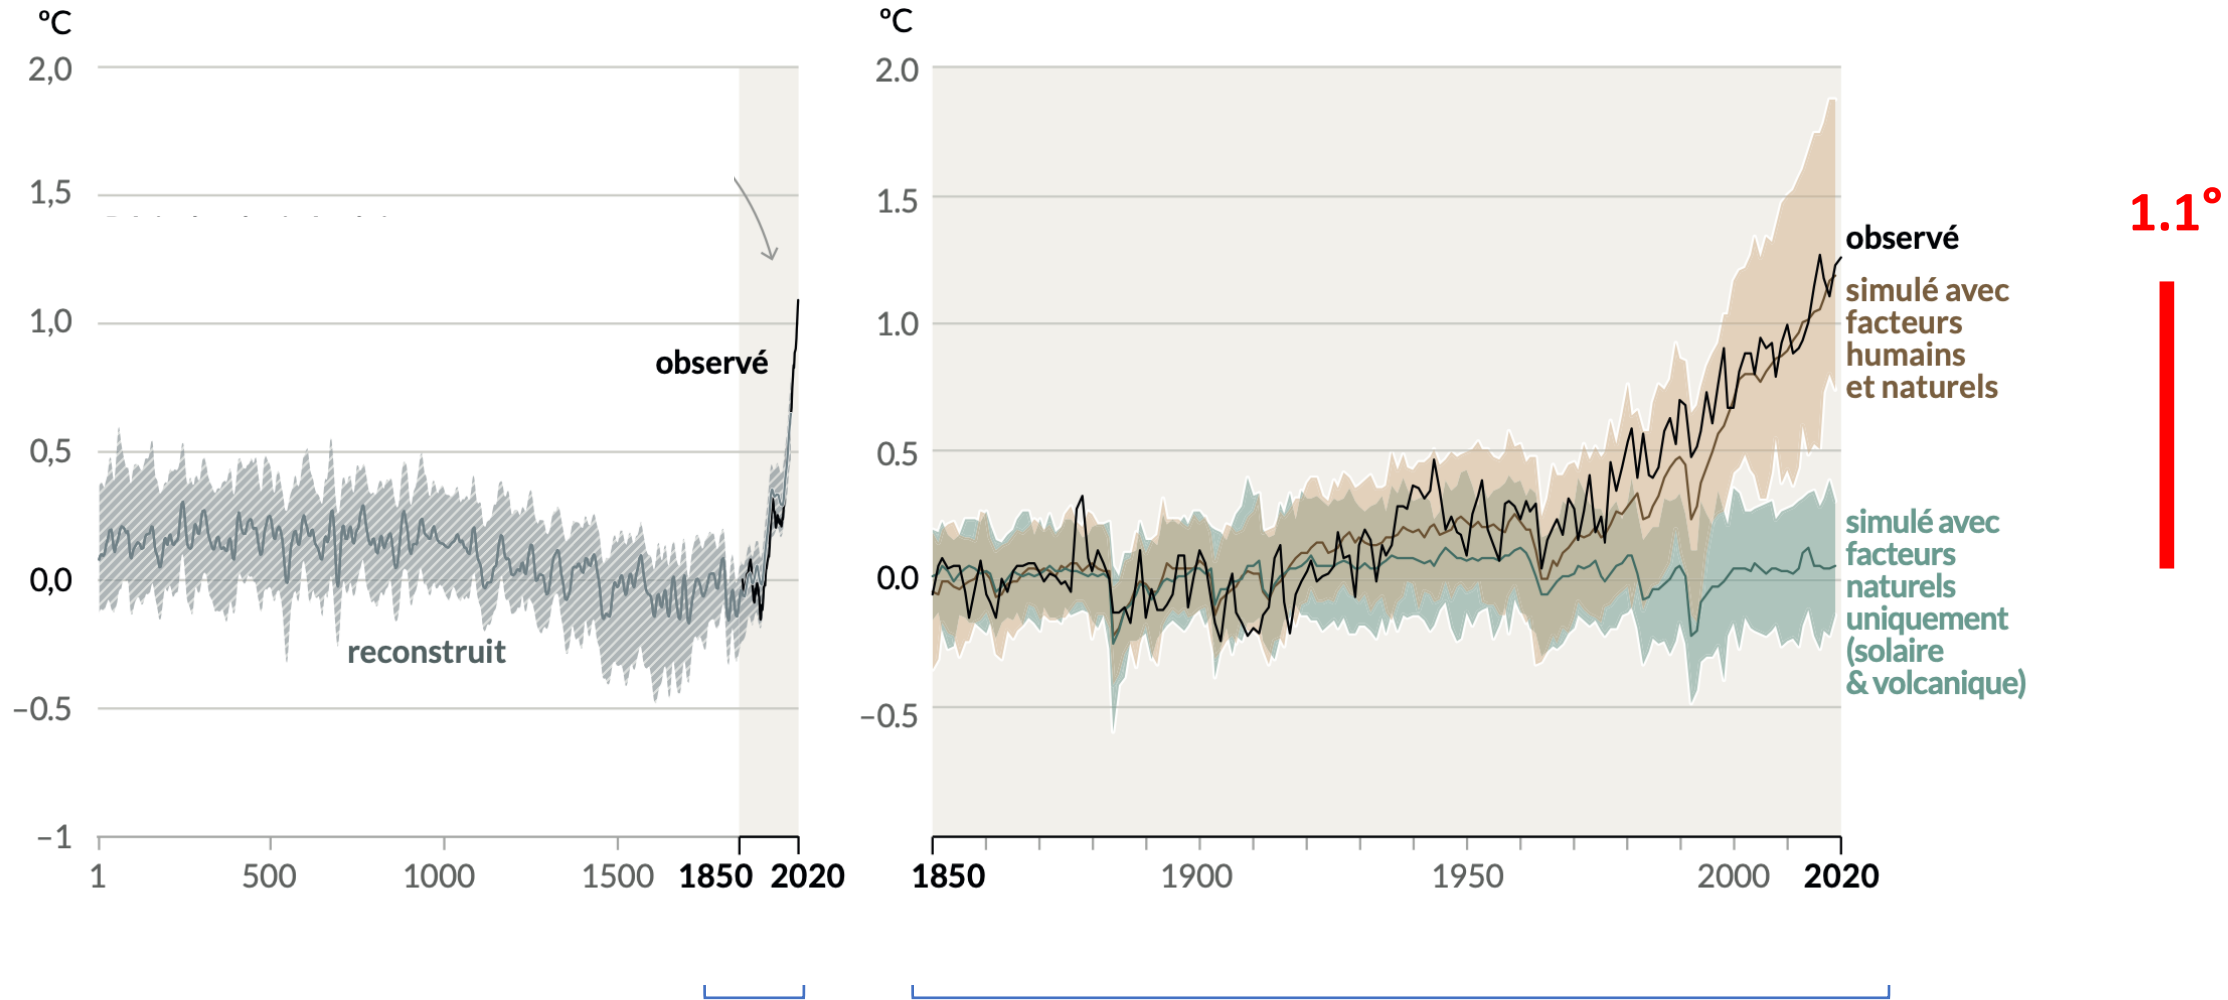 °C
2,0
1,5
1,0
0,5
0,0
−0.5
−1
observé
reconstruit
1
500
1000
1500
1850
2020
°C
2.0
1.5
1.0
0.5
0.0
−0.5
1850
1900
1950
2000
2020
observé
simulé avec
facteurs
humains
et naturels
simulé avec
facteurs
naturels
uniquement
(solaire
& volcanique)
1.1°